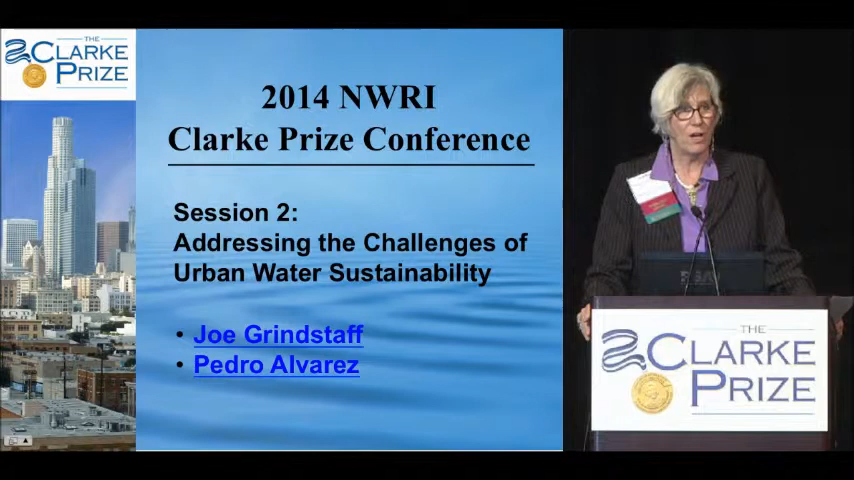 THE
CLARKE
PRIZE
2014 NWRI
Clarke Prize Conference
Session 2:
Addressing the Challenges of
Urban Water Sustainability
• Joe Grindstaff
• Pedro Alvarez
THE
CLARKE
PRIZE